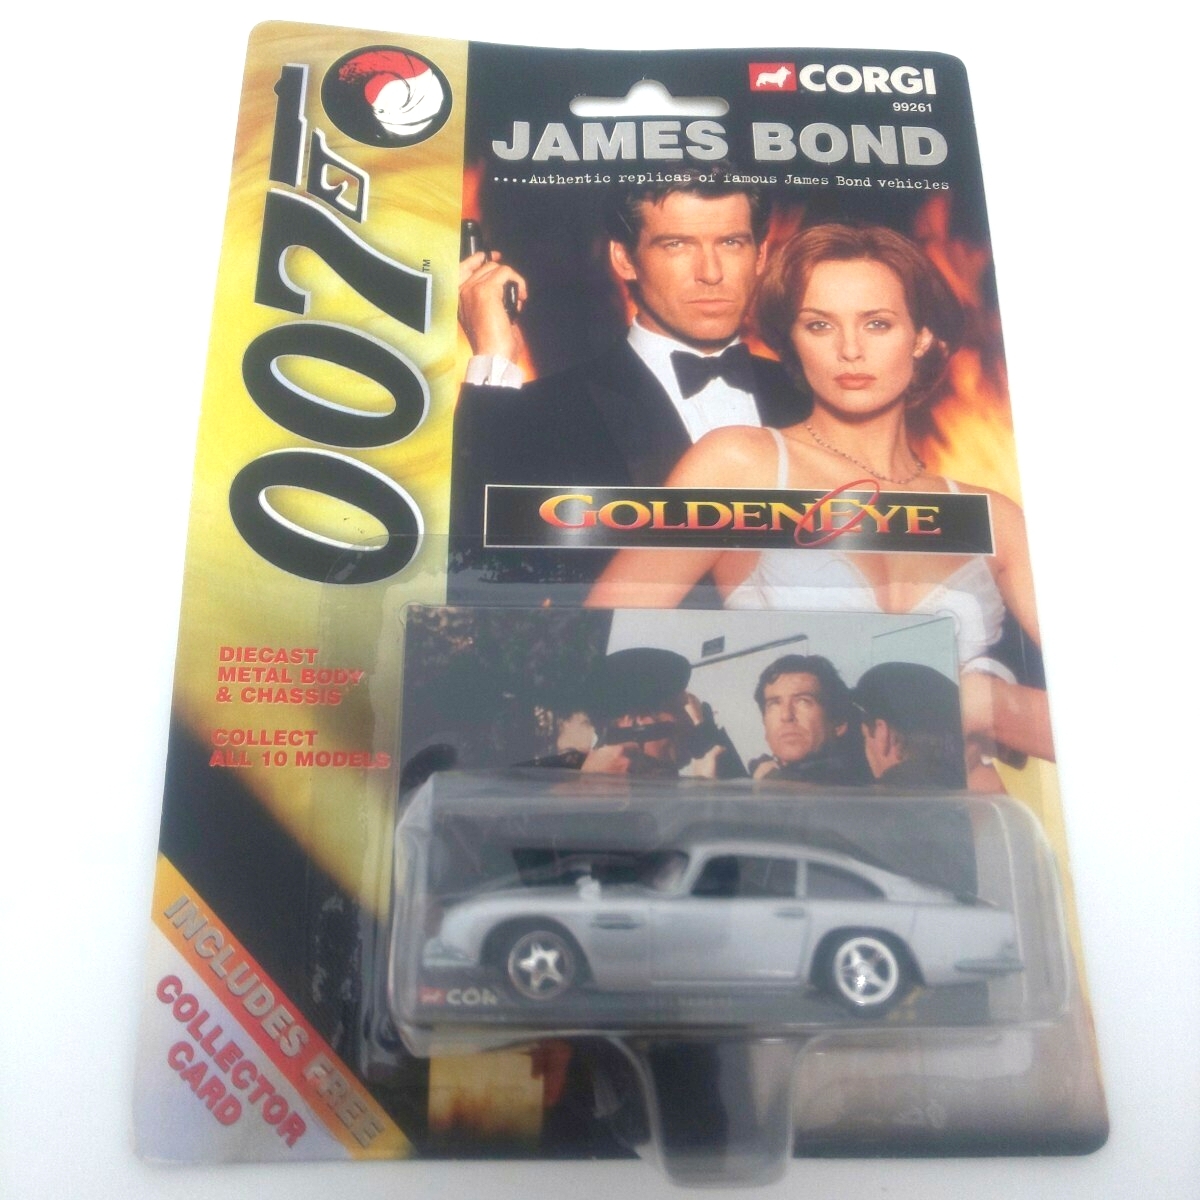 CORGI
99261
JAMES BOND
....Authentic replicas of famous James Bond vehicles
007
TM
GOLDENEYE
DIECAST
METAL BODY
& CHASSIS
COLLECT
ALL 10 MODELS
INCLUDES FREE
COLLECTOR
CARD